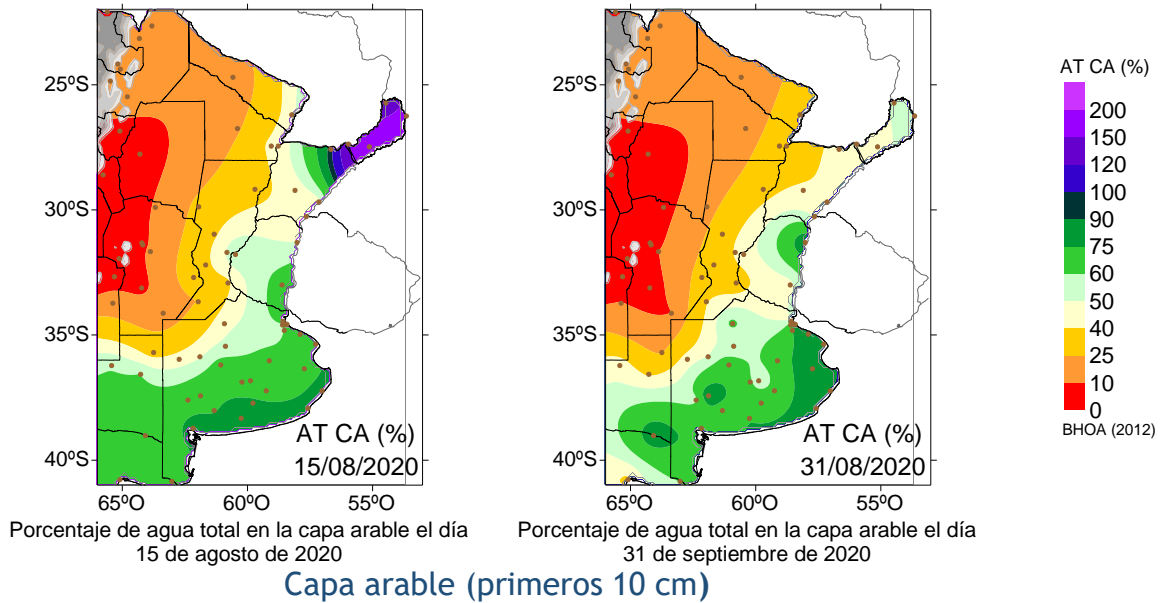 25ºS
30ºS
35ºS
40ºS
65ºO
60ºO
55ºO
AT CA (%)
15/08/2020
Porcentaje de agua total en la capa arable el día
15 de agosto de 2020
25ºS
30ºS
35ºS
40ºS
65ºO
60ºO
55ºO
AT CA (%)
31/08/2020
Porcentaje de agua total en la capa arable el día
31 de septiembre de 2020
AT CA (%)
200
150
120
100
90
75
60
50
40
25
10
0
BHOA (2012)
Capa arable (primeros 10 cm)